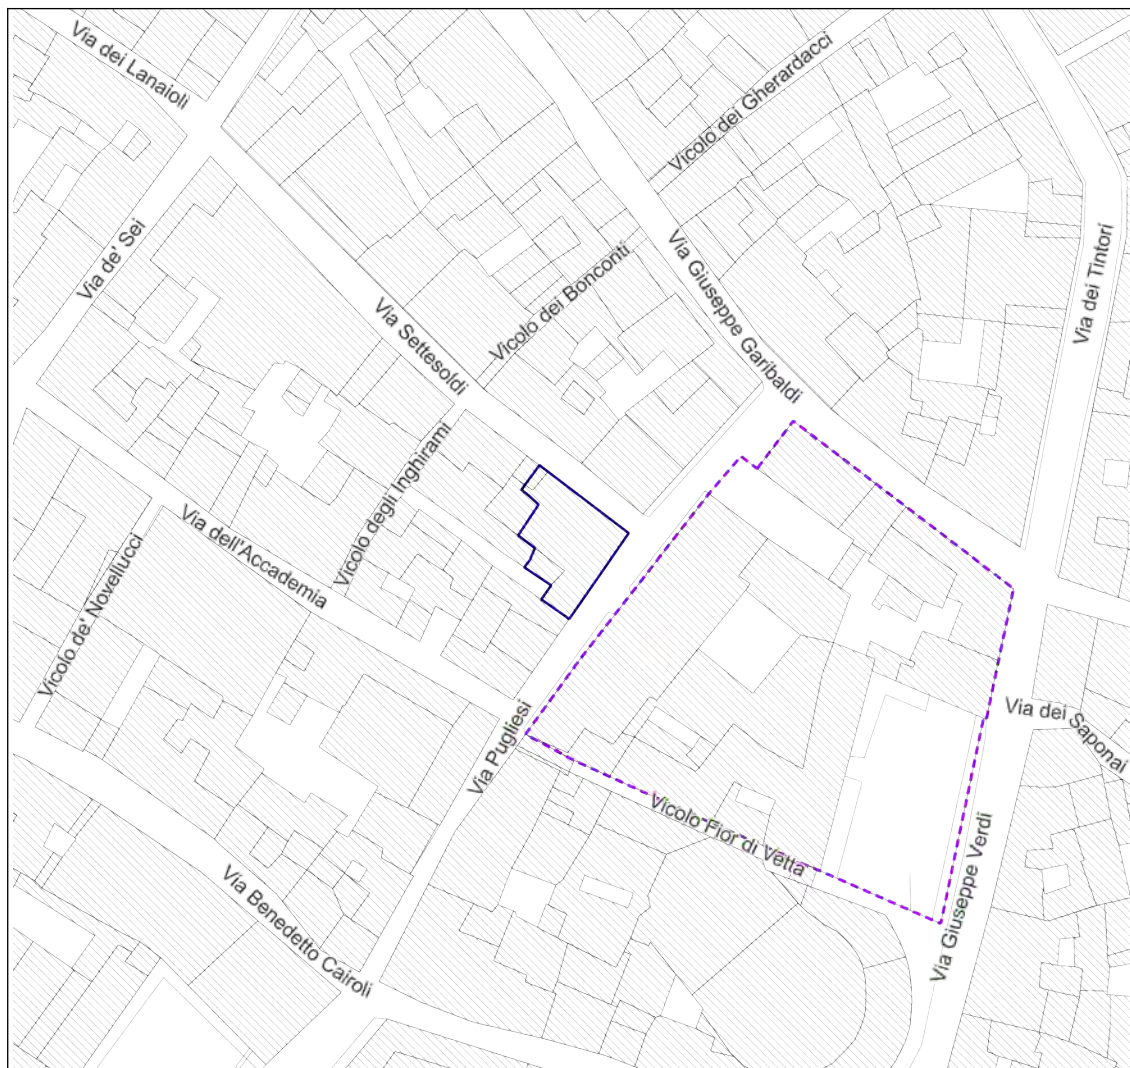 Via dei Lanaioli
Vicolo dei Gherardacci
Via de' Sei
Via Giuseppe Garibaldi
Via dei Tintori
Vicolo dei Bonconti
Via Settesoldi
Vicolo degli Inghirami
Via dell'Accademia
Vicolo de' Novellucci
Via Pugliesi
Via dei Saponai
Vicolo Fior di Vetta
Via Giuseppe Verdi
Via Benedetto Cairoli